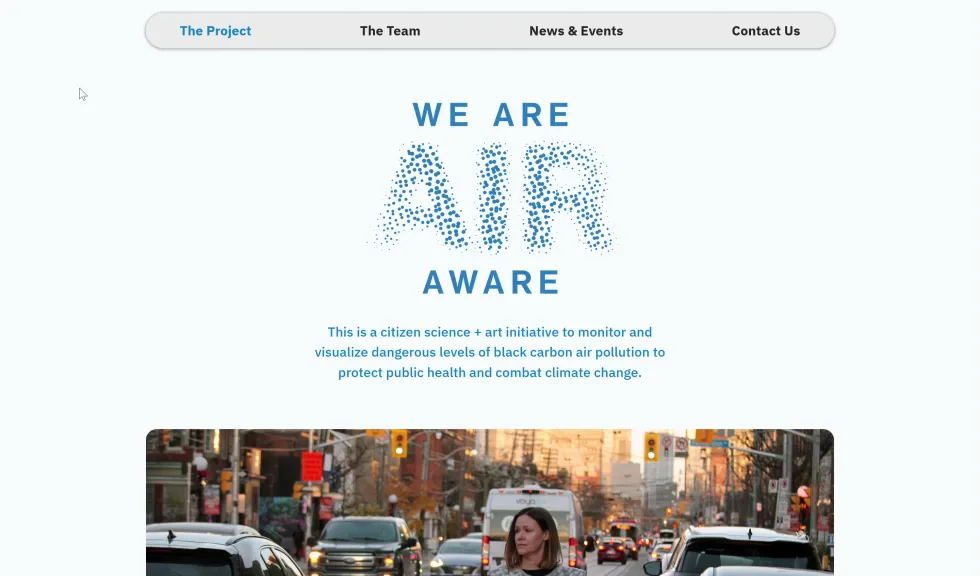 The Project
The Team
News & Events
Contact Us
WE ARE
AIR
AWARE
This is a citizen science + art initiative to monitor and
visualize dangerous levels of black carbon air pollution to
protect public health and combat climate change.